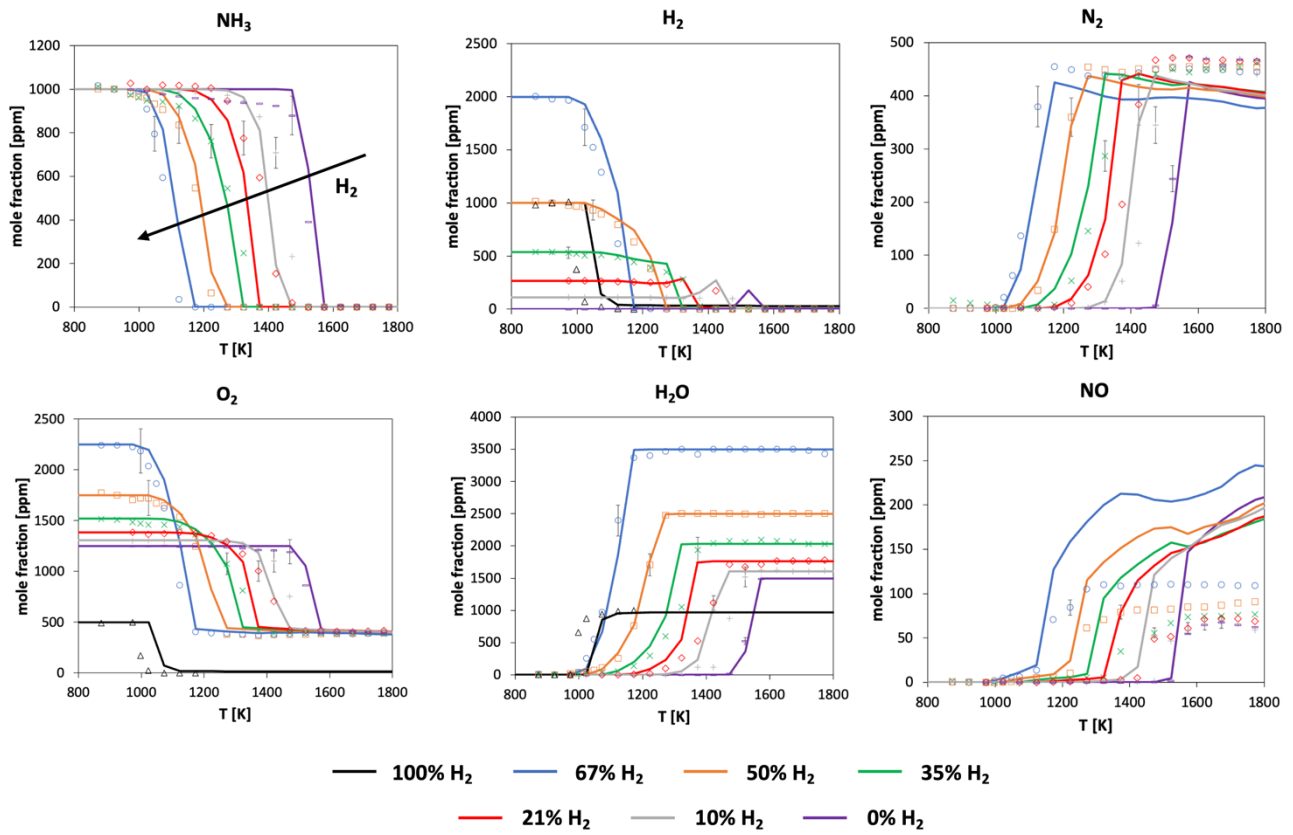 NH₃
mole fraction [ppm]
1200
1000
800
600
400
200
0
H₂
800 1000 1200 1400 1600 1800
T [K]
H₂
mole fraction [ppm]
2500
2000
1500
1000
500
0
800 1000 1200 1400 1600 1800
T [K]
N₂
mole fraction [ppm]
500
400
300
200
100
0
800 1000 1200 1400 1600 1800
T [K]
O₂
mole fraction [ppm]
2500
2000
1500
1000
500
0
800 1000 1200 1400 1600 1800
T [K]
H₂O
mole fraction [ppm]
4000
3500
3000
2500
2000
1500
1000
500
0
800 1000 1200 1400 1600 1800
T [K]
NO
mole fraction [ppm]
300
250
200
150
100
50
0
800 1000 1200 1400 1600 1800
T [K]
100% H₂ 67% H₂ 50% H₂ 35% H₂
21% H₂ 10% H₂ 0% H₂